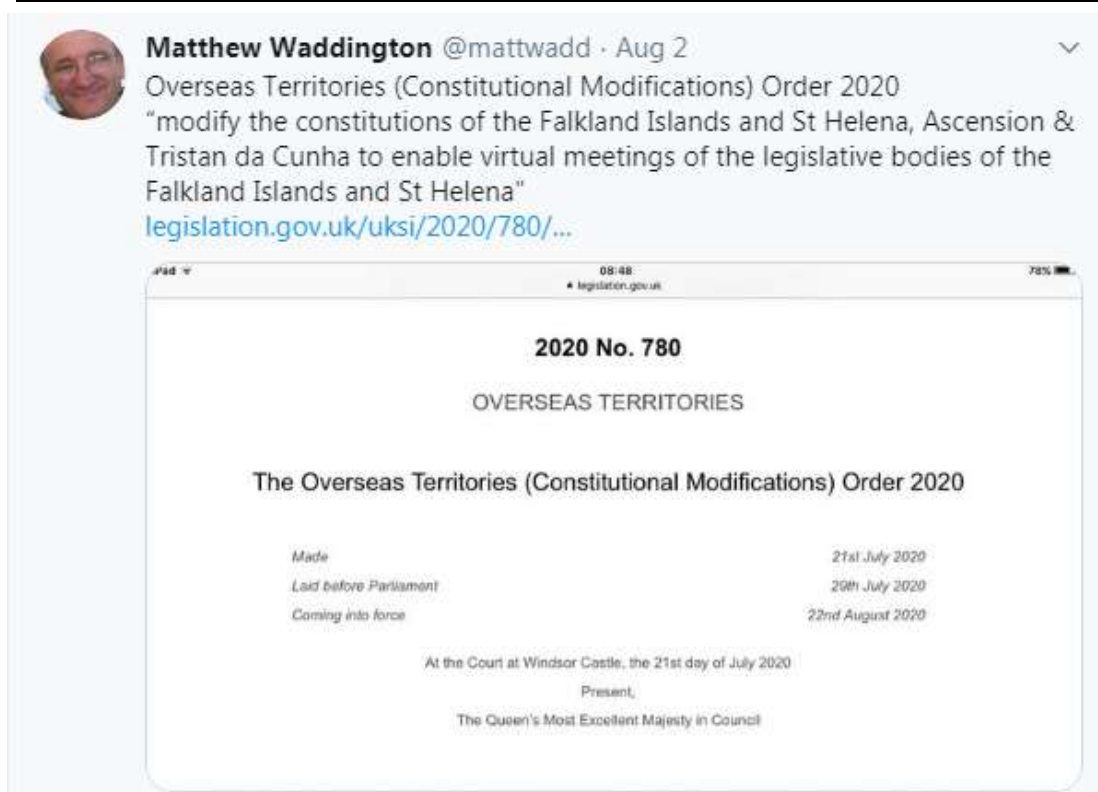 Matthew Waddington @mattwadd · Aug 2
Overseas Territories (Constitutional Modifications) Order 2020
“modify the constitutions of the Falkland Islands and St Helena, Ascension &
Tristan da Cunha to enable virtual meetings of the legislative bodies of the
Falkland Islands and St Helena"
legislation.gov.uk/uksi/2020/780/...
iPad 08:48 78%
legislation.gov.uk
2020 No. 780
OVERSEAS TERRITORIES
The Overseas Territories (Constitutional Modifications) Order 2020
Made 21st July 2020
Laid before Parliament 29th July 2020
Coming into force 22nd August 2020
At the Court at Windsor Castle, the 21st day of July 2020
Present,
The Queen's Most Excellent Majesty in Council